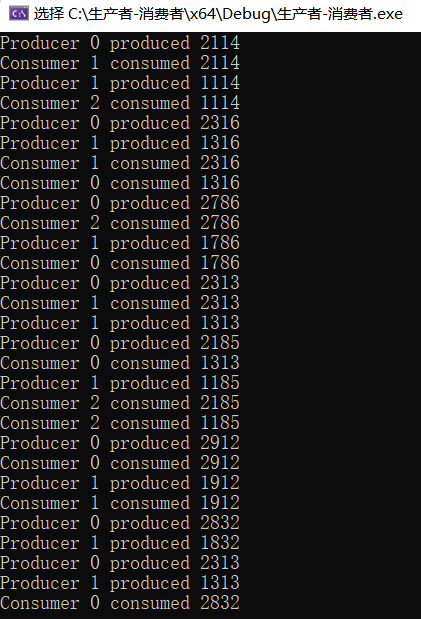 选择 C:\生产者-消费者\x64\Debug\生产者-消费者.exe
Producer 0 produced 2114
Consumer 1 consumed 2114
Producer 1 produced 1114
Consumer 2 consumed 1114
Producer 0 produced 2316
Producer 1 produced 1316
Consumer 1 consumed 2316
Consumer 0 consumed 1316
Producer 0 produced 2786
Consumer 2 consumed 2786
Producer 1 produced 1786
Consumer 0 consumed 1786
Producer 0 produced 2313
Consumer 1 consumed 2313
Producer 1 produced 1313
Producer 0 produced 2185
Consumer 0 consumed 1313
Producer 1 produced 1185
Consumer 2 consumed 2185
Consumer 2 consumed 1185
Producer 0 produced 2912
Consumer 0 consumed 2912
Producer 1 produced 1912
Consumer 1 consumed 1912
Producer 0 produced 2832
Producer 1 produced 1832
Producer 0 produced 2313
Producer 1 produced 1313
Consumer 0 consumed 2832